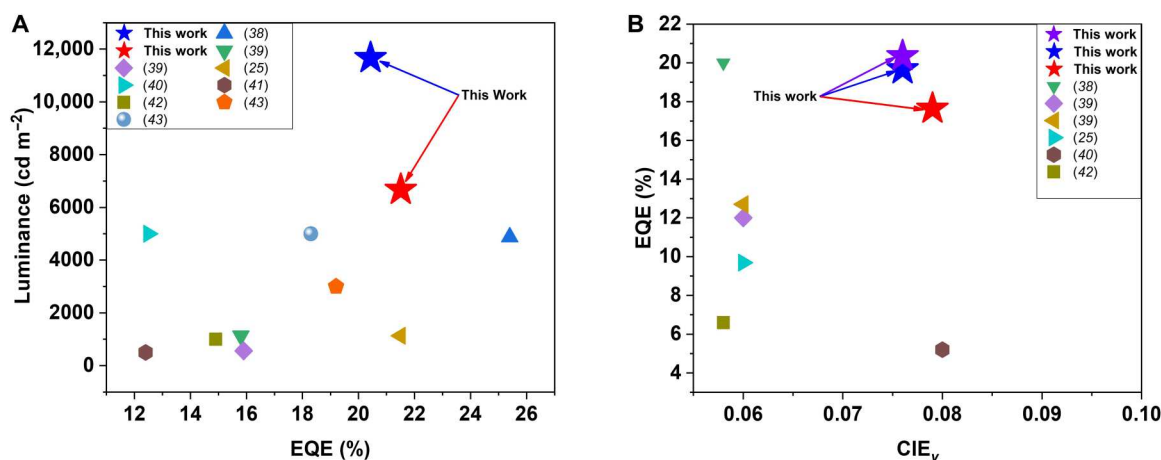 A
This work
This work
(39)
(40)
(42)
(43)
(38)
(39)
(25)
(41)
(43)
This Work
12,000
10,000
8000
6000
4000
2000
0
Luminance (cd m⁻²)
12 14 16 18 20 22 24 26
EQE (%)
B
This work
This work
This work
(38)
(39)
(39)
(25)
(40)
(42)
This work
22
20
18
16
14
12
10
8
6
4
EQE (%)
0.06 0.07 0.08 0.09 0.10
CIEy